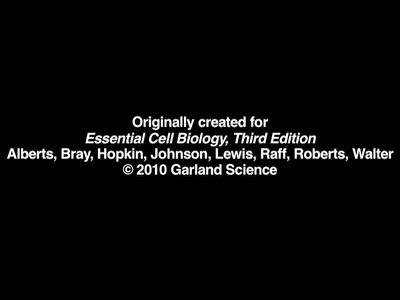 Originally created for
Essential Cell Biology, Third Edition
Alberts, Bray, Hopkin, Johnson, Lewis, Raff, Roberts, Walter
© 2010 Garland Science